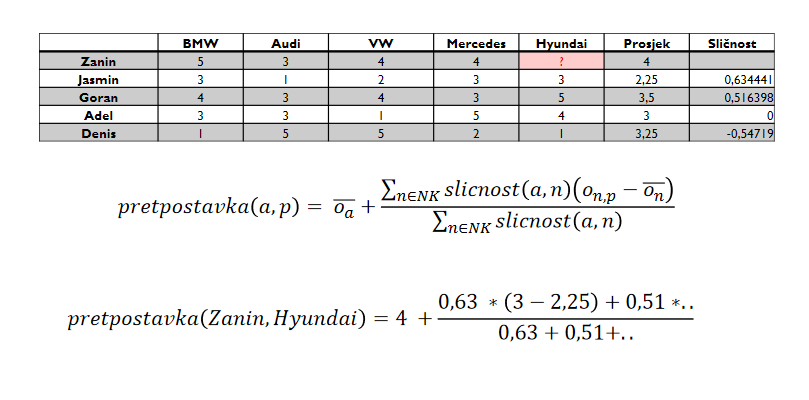 BMW Audi VW Mercedes Hyundai Prosjek Sličnost
Zanin 5 3 4 4 ? 4
Jasmin 3 1 2 3 3 2,25 0,634441
Goran 4 3 4 3 5 3,5 0,516398
Adel 3 3 1 5 4 3 0
Denis 1 5 5 2 1 3,25 -0,54719
pretpostavka(a, p) = \overline{o_a} + \frac{\sum_{n∈NK} slicnost(a, n)(o_{n,p} − \overline{o_n})}{\sum_{n∈NK} slicnost(a, n)}
pretpostavka(Zanin, Hyundai) = 4 + \frac{0,63 * (3 − 2,25) + 0,51 *..}{0,63 + 0,51+..}